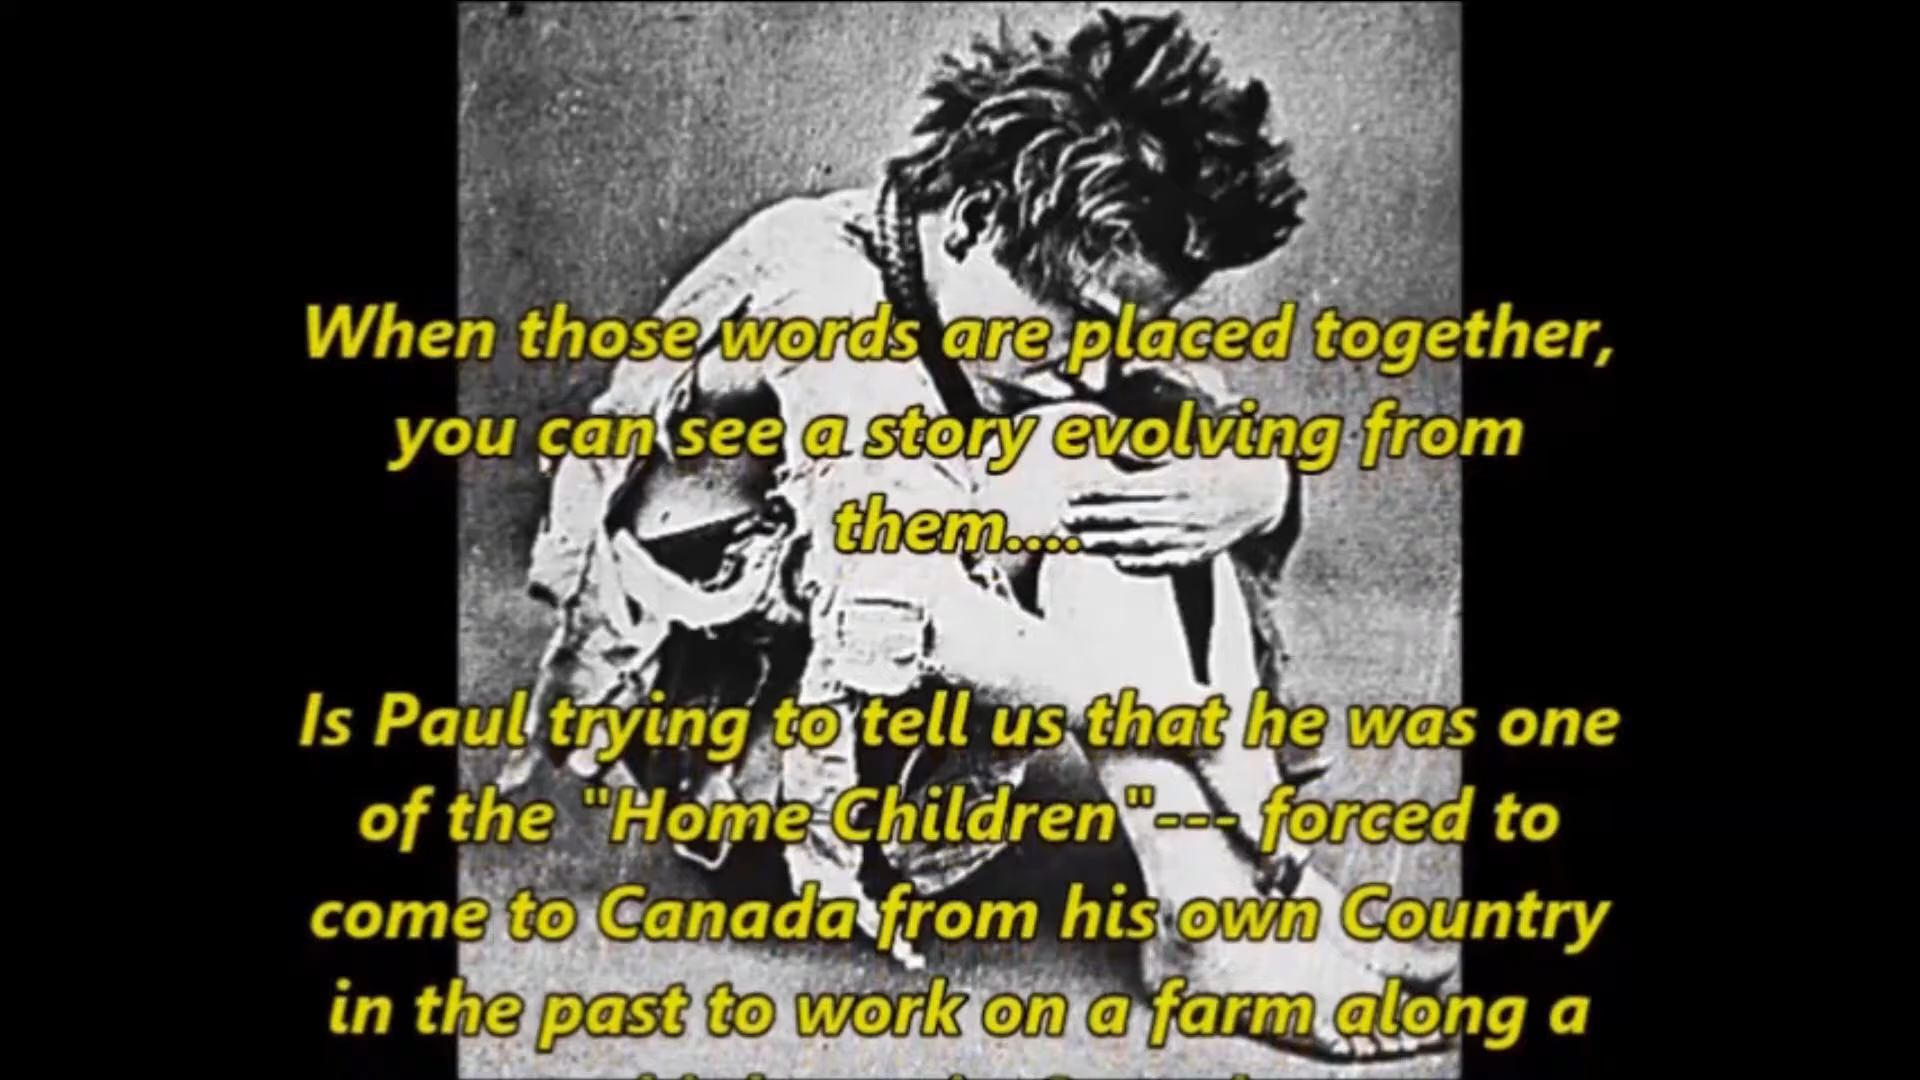 When those words are placed together,
you can see a story evolving from
them....
Is Paul trying to tell us that he was one
of the "Home Children"--- forced to
come to Canada from his own Country
in the past to work on a farm along a